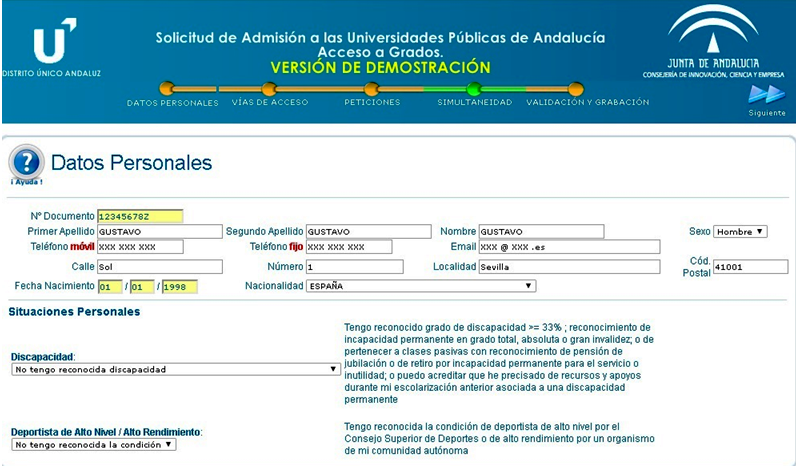 Solicitud de Admisión a las Universidades Públicas de Andalucía
Acceso a Grados.
VERSIÓN DE DEMOSTRACIÓN
DISTRITO ÚNICO ANDALUZ
JUNTA DE ANDALUCIA
CONSEJERÍA DE INNOVACIÓN, CIENCIA Y EMPRESA
DATOS PERSONALES VÍAS DE ACCESO PETICIONES SIMULTANEIDAD VALIDACIÓN Y GRABACIÓN
Siguiente
? Datos Personales
¡ Ayuda !
Nº Documento 12345678Z
Primer Apellido GUSTAVO Segundo Apellido GUSTAVO Nombre GUSTAVO Sexo Hombre
Teléfono móvil XXX XXX XXX Teléfono fijo XXX XXX XXX Email XXX @ XXX .es
Calle Sol Número 1 Localidad Sevilla Cód. Postal 41001
Fecha Nacimiento 01 / 01 / 1998 Nacionalidad ESPAÑA
Situaciones Personales
Discapacidad:
No tengo reconocida discapacidad
Tengo reconocido grado de discapacidad >= 33% ; reconocimiento de
incapacidad permanente en grado total, absoluta o gran invalidez; o de
pertenecer a clases pasivas con reconocimiento de pensión de
jubilación o de retiro por incapacidad permanente para el servicio o
inutilidad; o puedo acreditar que he precisado de recursos y apoyos
durante mi escolarización anterior asociada a una discapacidad
permanente
Deportista de Alto Nivel / Alto Rendimiento:
No tengo reconocida la condición
Tengo reconocida la condición de deportista de alto nivel por el
Consejo Superior de Deportes o de alto rendimiento por un organismo
de mi comunidad autónoma